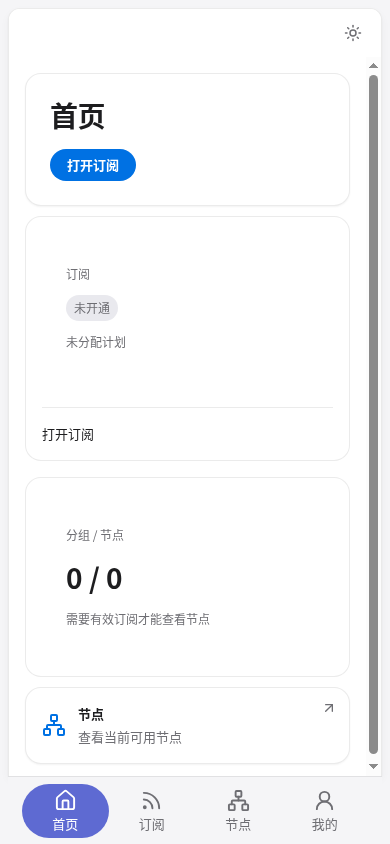 首页
打开订阅
订阅
未开通
未分配计划
打开订阅
分组 / 节点
0 / 0
需要有效订阅才能查看节点
节点
查看当前可用节点
首页
订阅
节点
我的